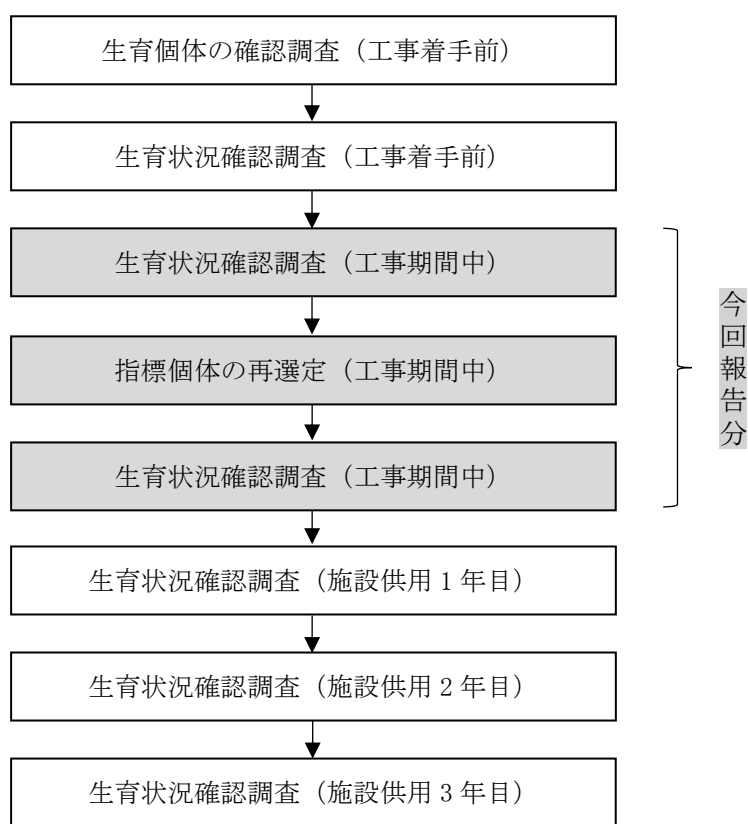 生育個体の確認調査（工事着手前）
生育状況確認調査（工事着手前）
生育状況確認調査（工事期間中）
指標個体の再選定（工事期間中）
生育状況確認調査（工事期間中）
今回報告分
生育状況確認調査（施設供用 1 年目）
生育状況確認調査（施設供用 2 年目）
生育状況確認調査（施設供用 3 年目）